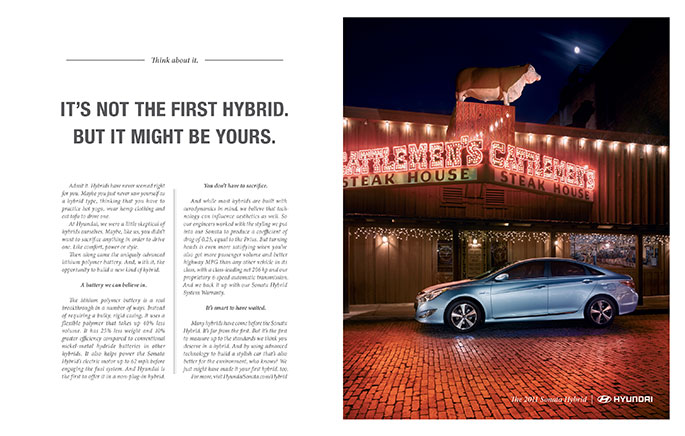 Think about it.
IT'S NOT THE FIRST HYBRID.
BUT IT MIGHT BE YOURS.
Admit it. Hybrids have never seemed right
for you. Maybe you just never saw yourself as
a hybrid type, thinking that you have to
practice hot yoga, wear hemp clothing and
eat tofu to drive one.
At Hyundai, we were a little skeptical of
hybrids ourselves. Maybe, like us, you didn't
want to sacrifice anything in order to drive
one. Like comfort, power or style.
Then along came the uniquely advanced
lithium polymer battery. And, with it, the
opportunity to build a new kind of hybrid.
A battery we can believe in.
The lithium polymer battery is a real
breakthrough in a number of ways. Instead
of requiring a bulky, rigid casing, it uses a
flexible polymer that takes up 40% less
volume. It has 25% less weight and 10%
greater efficiency compared to conventional
nickel-metal hydride batteries in other
hybrids. It also helps power the Sonata
Hybrid's electric motor up to 62 mph before
engaging the fuel system. And Hyundai is
the first to offer it in a non-plug-in hybrid.
You don't have to sacrifice.
And while most hybrids are built with
aerodynamics in mind, we believe that tech-
nology can influence aesthetics as well. So
our engineers worked with the styling we put
into our Sonata to produce a coefficient of
drag of 0.25, equal to the Prius. But turning
heads is even more satisfying when you've
also got more passenger volume and better
highway MPG than any other vehicle in its
class, with a class-leading net 206 hp and our
proprietary 6-speed automatic transmission.
And we back it up with our Sonata Hybrid
System Warranty.
It's smart to have waited.
Many hybrids have come before the Sonata
Hybrid. It's far from the first. But it's the first
to measure up to the standards we think you
deserve in a hybrid. And by using advanced
technology to build a stylish car that's also
better for the environment, who knows? We
just might have made it your first hybrid, too.
For more, visit HyundaiSonata.com/Hybrid
CATTLEMEN'S
STEAK HOUSE
CATTLEMEN'S
STEAK HOUSE
The 2011 Sonata Hybrid | HYUNDAI